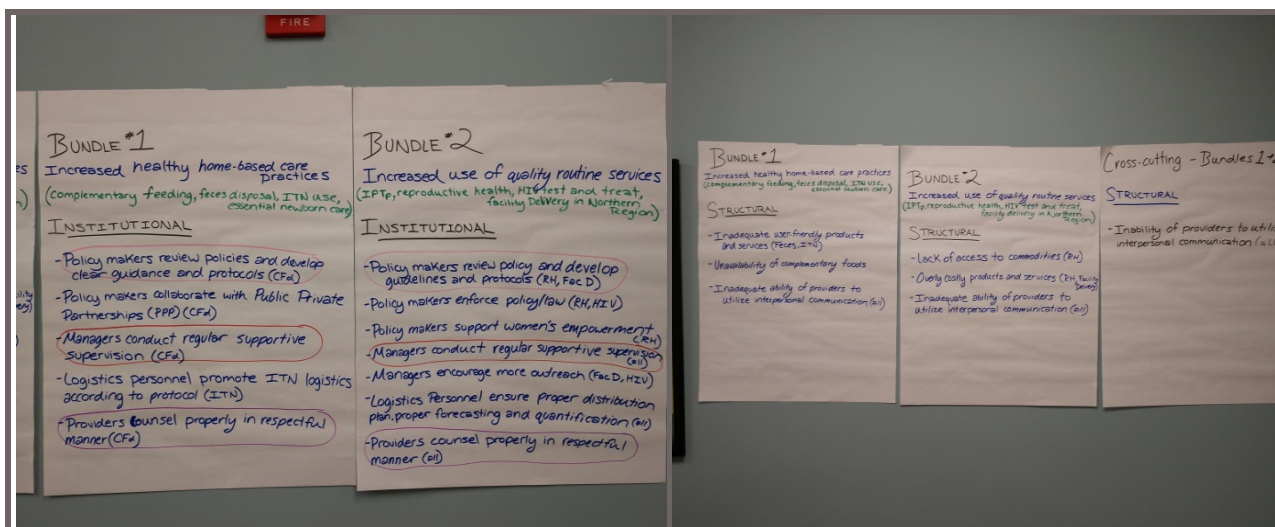 FIRE
BUNDLE #1
Increased healthy home-based care
practices
(complementary feeding, feces disposal, ITN use,
essential newborn care)
INSTITUTIONAL
-Policy makers review policies and develop
clear guidance and protocols (CFd)
-Policy makers collaborate with Public Private
Partnerships (PPP) (CFd)
-Managers conduct regular supportive
supervision (CFd)
-Logistics personnel promote ITN logistics
according to protocol (ITN)
-Providers counsel properly in respectful
manner (CFd)
BUNDLE #2
Increased use of quality routine services
(IPTp, reproductive health, HIV test and treat,
facility Delivery in Northern
Region)
INSTITUTIONAL
-Policy makers review policy and develop
guidelines and protocols (RH, Fac D)
-Policy makers enforce policy/law (RH, HIV)
-Policy makers support women's empowerment
(RH)
-Managers conduct regular supportive supervision
(all)
-Managers encourage more outreach (Fac D, HIV)
-Logistics Personnel ensure proper distribution
plan, proper forecasting and quantification (all)
-Providers counsel properly in respectful
manner (all)
BUNDLE #1
Increased healthy home-based care practices
(complementary feeding, feces disposal, ITN use,
essential newborn care)
STRUCTURAL
-Inadequate user-friendly products
and services (Feces, ITN)
-Unavailability of complementary foods
-Inadequate ability of providers to
utilize interpersonal communication (all)
BUNDLE #2
Increased use of quality routine services
(IPTp, reproductive health, HIV test and treat,
facility delivery in Northern
Region)
STRUCTURAL
-Lack of access to commodities (RH)
-Overly costly products and services (RH, Facility
Delivery)
-Inadequate ability of providers to
utilize interpersonal communication (all)
Cross-cutting - Bundles 1
STRUCTURAL
-Inability of providers to
interpersonal communication